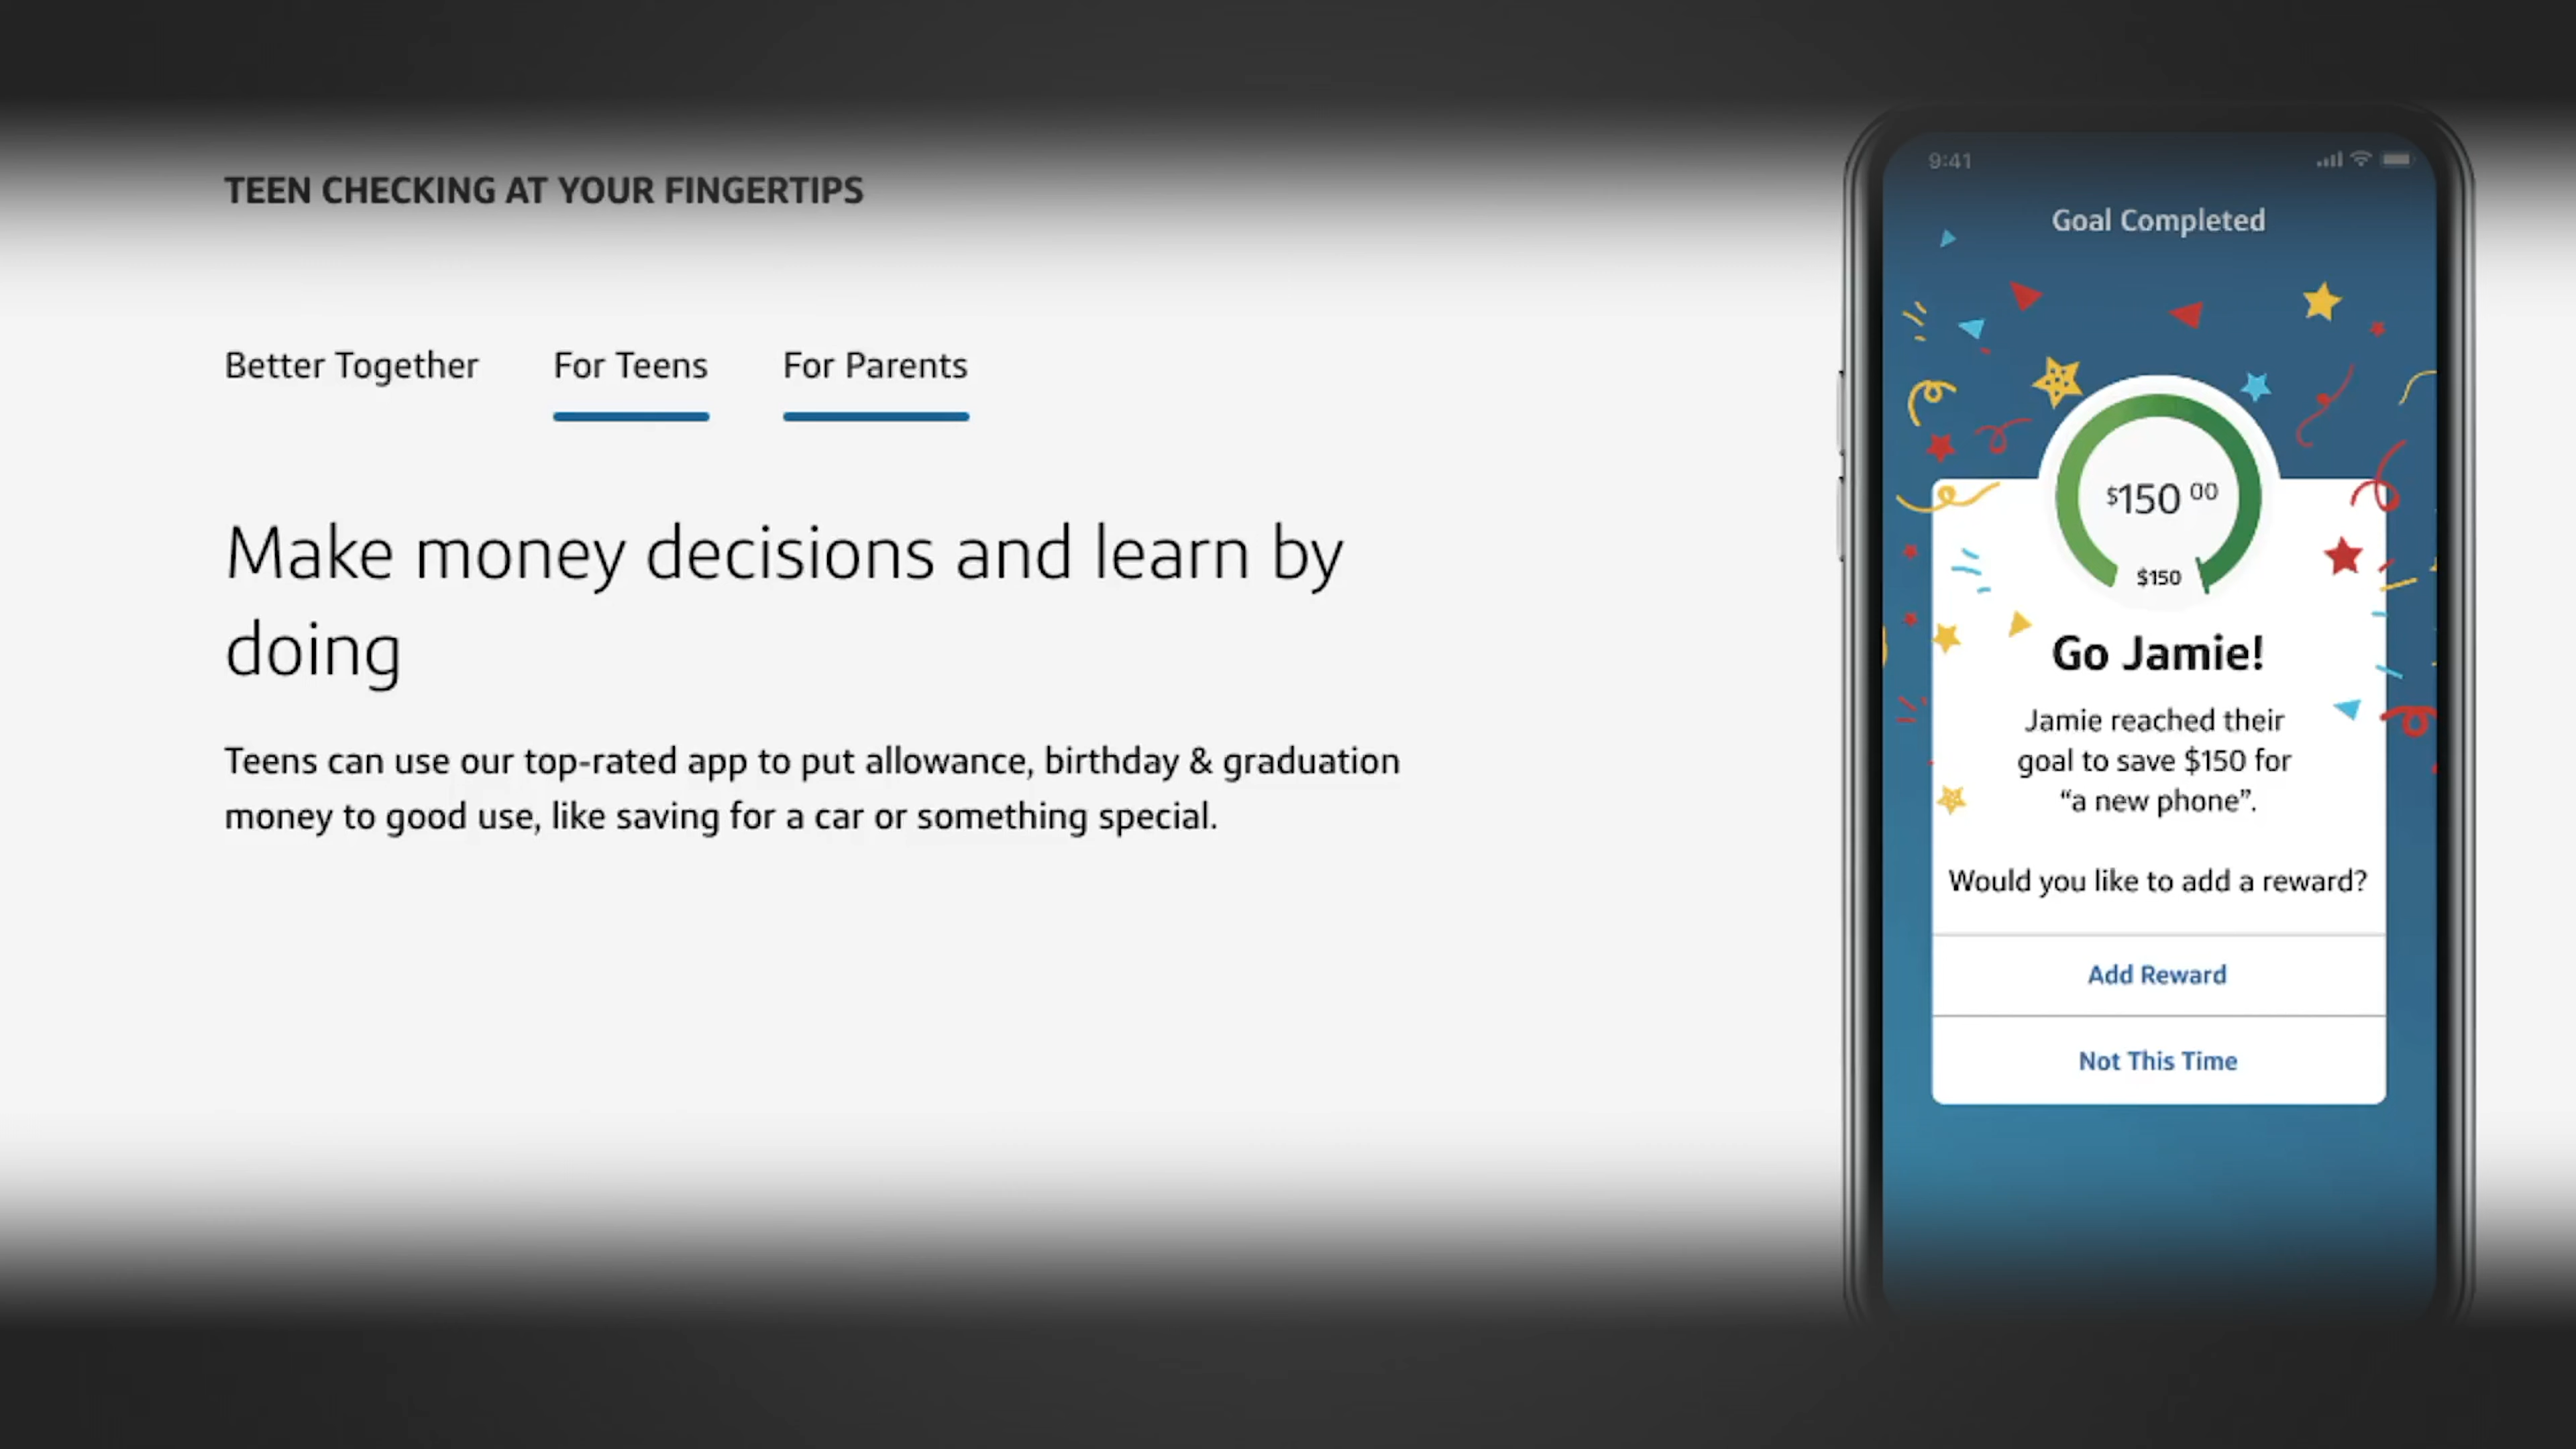 TEEN CHECKING AT YOUR FINGERTIPS
Better Together For Teens For Parents
Make money decisions and learn by
doing
Teens can use our top-rated app to put allowance, birthday & graduation
money to good use, like saving for a car or something special.
9:41
Goal Completed
$150 00
$150
Go Jamie!
Jamie reached their
goal to save $150 for
“a new phone”.
Would you like to add a reward?
Add Reward
Not This Time